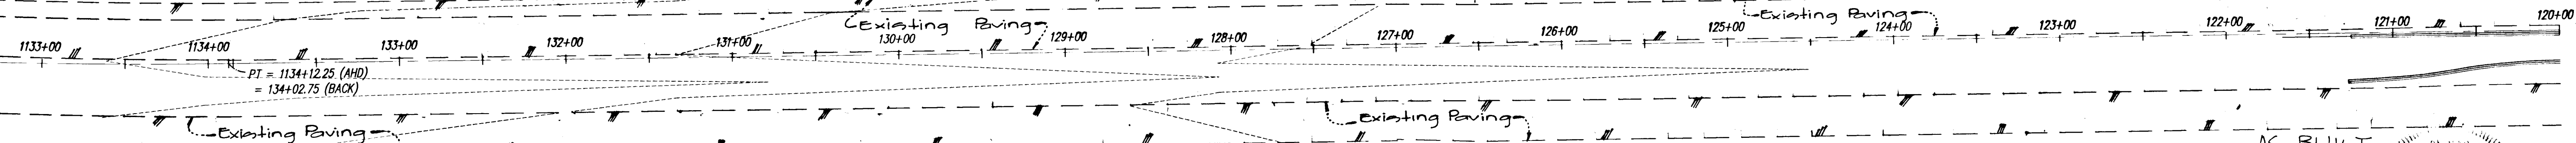 Existing Paving
Existing Paving
1133+00 1134+00 133+00 132+00 131+00 130+00 129+00 128+00 127+00 126+00 125+00 124+00 123+00 122+00 121+00 120+00
PT = 1134+12.25 (AHD)
= 134+02.75 (BACK)
Existing Paving
Existing Paving
AS BUILT